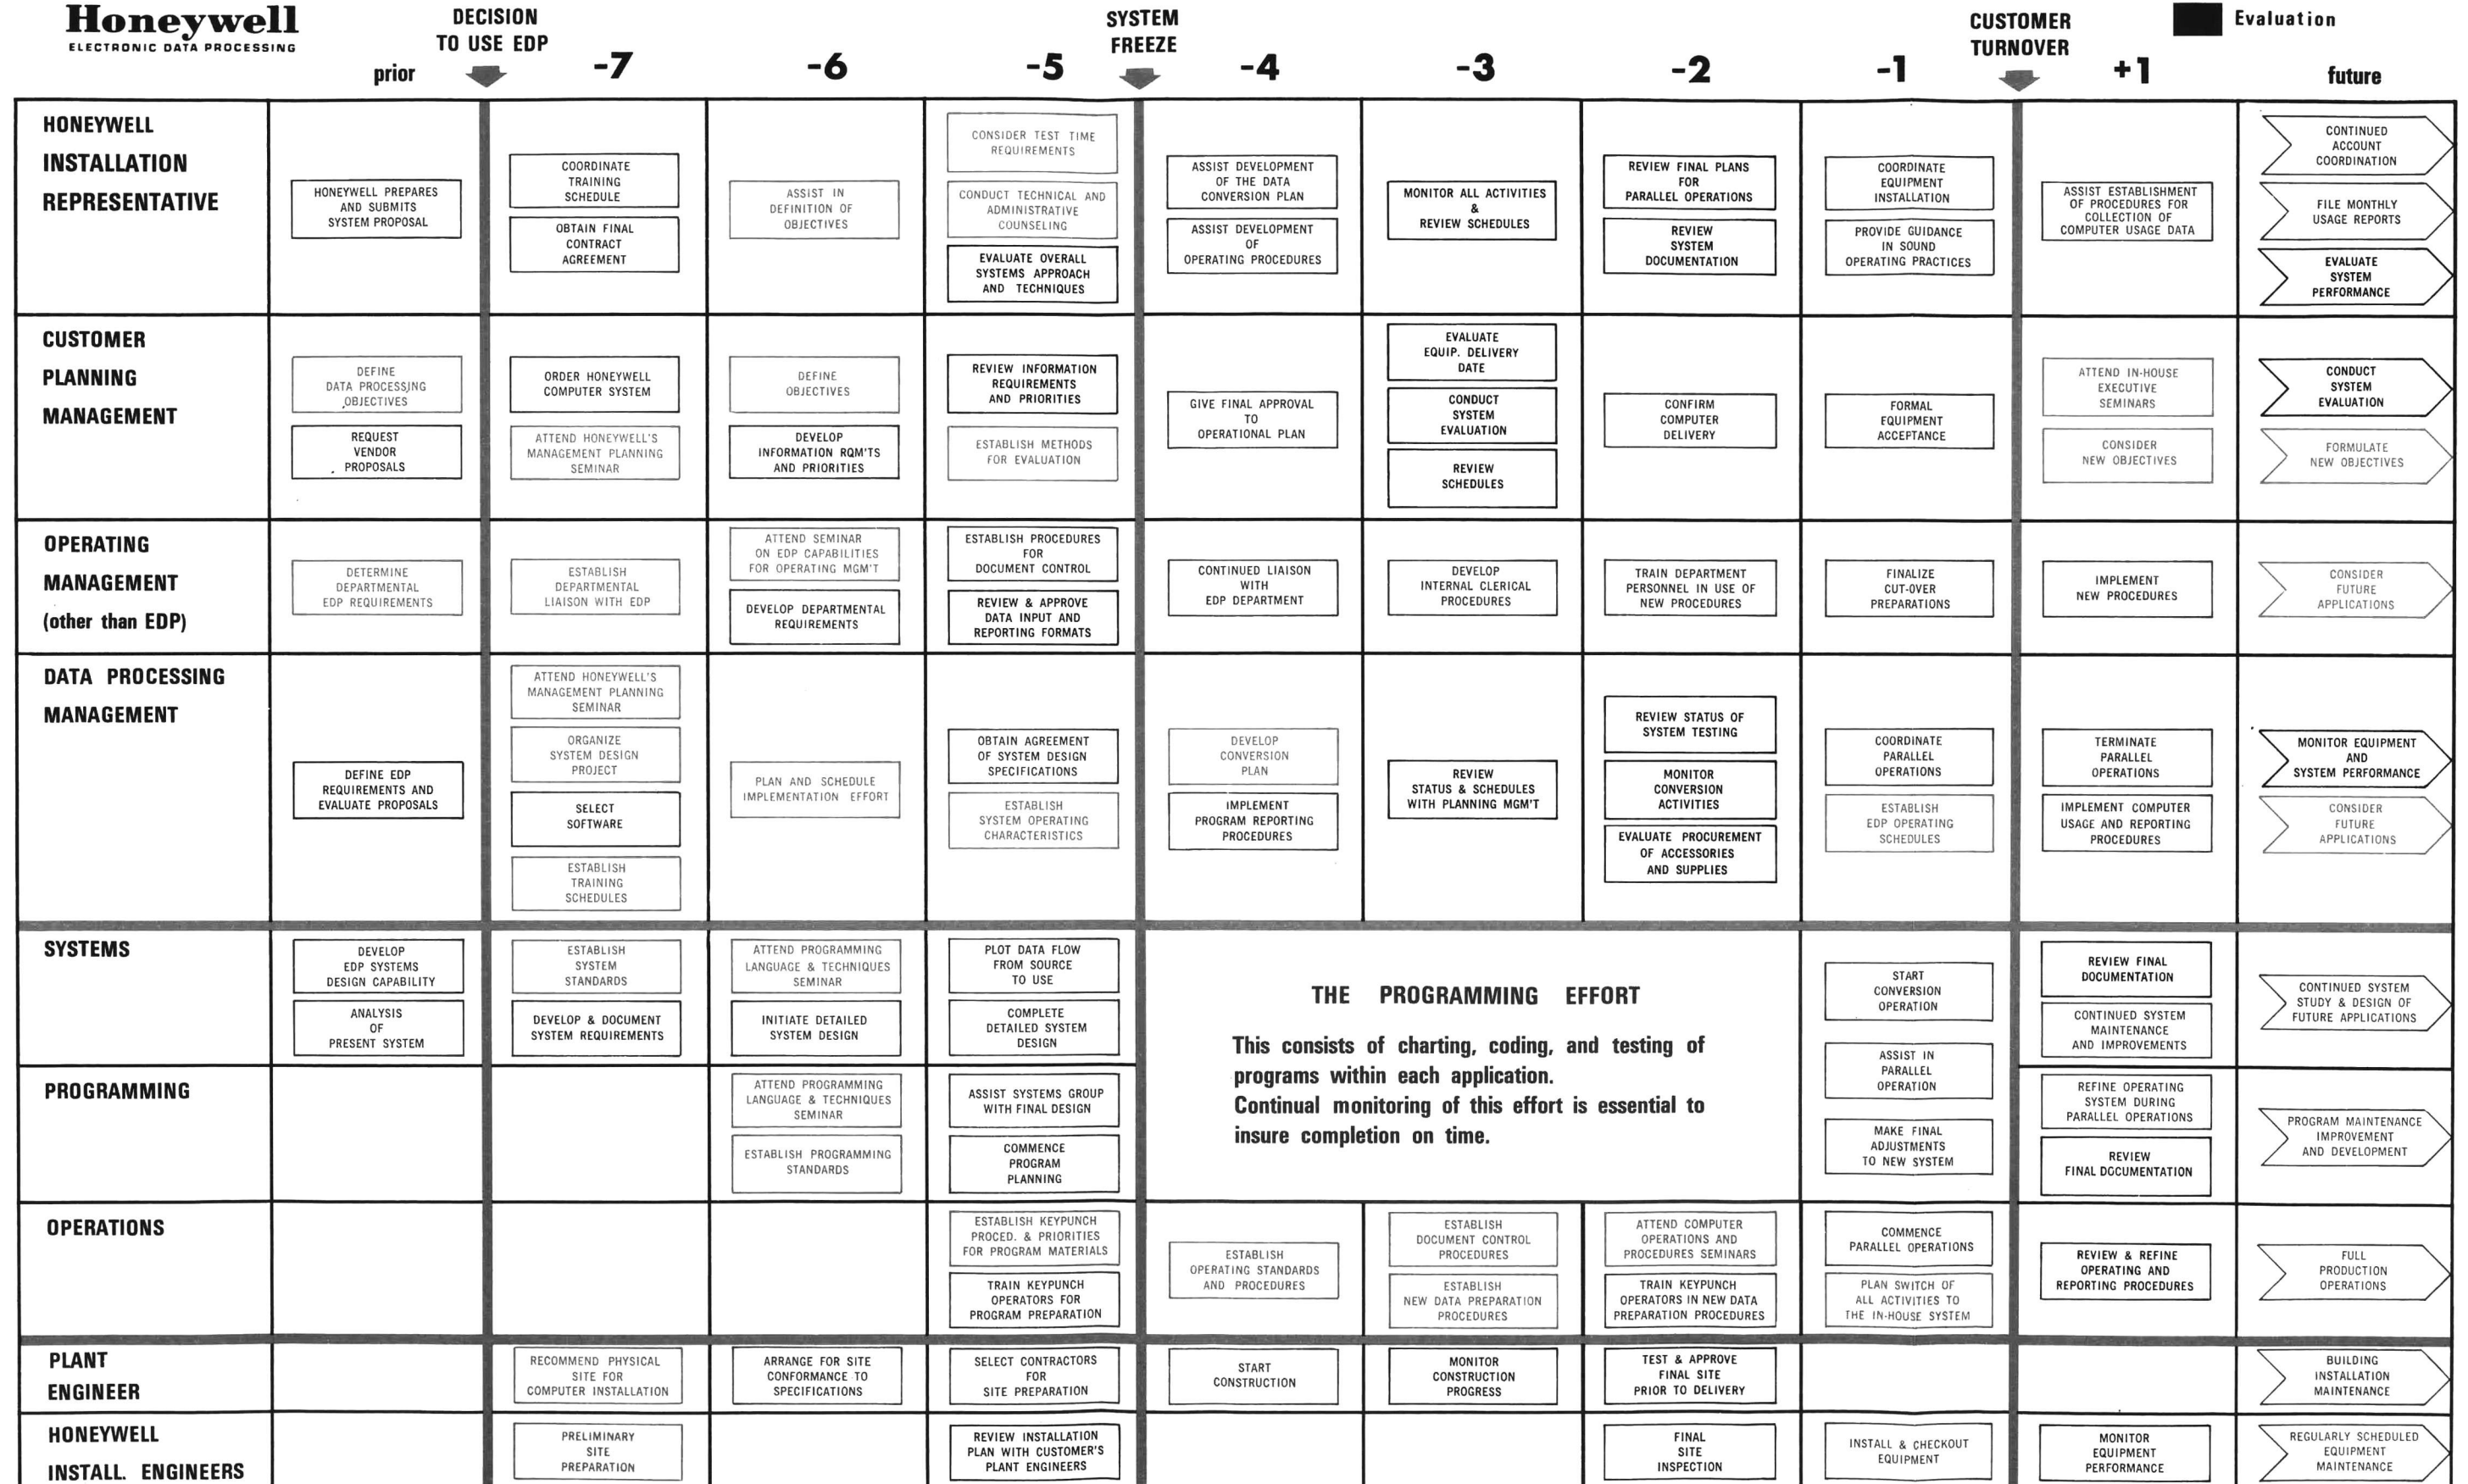 Honeywell
ELECTRONIC DATA PROCESSING
DECISION
TO USE EDP
SYSTEM
FREEZE
CUSTOMER
TURNOVER
Evaluation
prior
-7
-6
-5
-4
-3
-2
-1
+1
future
HONEYWELL
INSTALLATION
REPRESENTATIVE
HONEYWELL PREPARES
AND SUBMITS
SYSTEM PROPOSAL
COORDINATE
TRAINING
SCHEDULE
OBTAIN FINAL
CONTRACT
AGREEMENT
ASSIST IN
DEFINITION OF
OBJECTIVES
CONSIDER TEST TIME
REQUIREMENTS
CONDUCT TECHNICAL AND
ADMINISTRATIVE
COUNSELING
EVALUATE OVERALL
SYSTEMS APPROACH
AND TECHNIQUES
ASSIST DEVELOPMENT
OF THE DATA
CONVERSION PLAN
ASSIST DEVELOPMENT
OF
OPERATING PROCEDURES
MONITOR ALL ACTIVITIES
&
REVIEW SCHEDULES
REVIEW FINAL PLANS
FOR
PARALLEL OPERATIONS
REVIEW
SYSTEM
DOCUMENTATION
COORDINATE
EQUIPMENT
INSTALLATION
PROVIDE GUIDANCE
IN SOUND
OPERATING PRACTICES
ASSIST ESTABLISHMENT
OF PROCEDURES FOR
COLLECTION OF
COMPUTER USAGE DATA
CONTINUED
ACCOUNT
COORDINATION
FILE MONTHLY
USAGE REPORTS
EVALUATE
SYSTEM
PERFORMANCE
CUSTOMER
PLANNING
MANAGEMENT
DEFINE
DATA PROCESSING
OBJECTIVES
REQUEST
VENDOR
PROPOSALS
ORDER HONEYWELL
COMPUTER SYSTEM
ATTEND HONEYWELL'S
MANAGEMENT PLANNING
SEMINAR
DEFINE
OBJECTIVES
DEVELOP
INFORMATION RQM'TS
AND PRIORITIES
REVIEW INFORMATION
REQUIREMENTS
AND PRIORITIES
ESTABLISH METHODS
FOR EVALUATION
GIVE FINAL APPROVAL
TO
OPERATIONAL PLAN
EVALUATE
EQUIP. DELIVERY
DATE
CONDUCT
SYSTEM
EVALUATION
REVIEW
SCHEDULES
CONFIRM
COMPUTER
DELIVERY
FORMAL
EQUIPMENT
ACCEPTANCE
ATTEND IN-HOUSE
EXECUTIVE
SEMINARS
CONSIDER
NEW OBJECTIVES
CONDUCT
SYSTEM
EVALUATION
FORMULATE
NEW OBJECTIVES
OPERATING
MANAGEMENT
(other than EDP)
DETERMINE
DEPARTMENTAL
EDP REQUIREMENTS
ESTABLISH
DEPARTMENTAL
LIAISON WITH EDP
ATTEND SEMINAR
ON EDP CAPABILITIES
FOR OPERATING MGM'T
DEVELOP DEPARTMENTAL
REQUIREMENTS
ESTABLISH PROCEDURES
FOR
DOCUMENT CONTROL
REVIEW & APPROVE
DATA INPUT AND
REPORTING FORMATS
CONTINUED LIAISON
WITH
EDP DEPARTMENT
DEVELOP
INTERNAL CLERICAL
PROCEDURES
TRAIN DEPARTMENT
PERSONNEL IN USE OF
NEW PROCEDURES
FINALIZE
CUT-OVER
PREPARATIONS
IMPLEMENT
NEW PROCEDURES
CONSIDER
FUTURE
APPLICATIONS
DATA PROCESSING
MANAGEMENT
DEFINE EDP
REQUIREMENTS AND
EVALUATE PROPOSALS
ATTEND HONEYWELL'S
MANAGEMENT PLANNING
SEMINAR
ORGANIZE
SYSTEM DESIGN
PROJECT
SELECT
SOFTWARE
ESTABLISH
TRAINING
SCHEDULES
PLAN AND SCHEDULE
IMPLEMENTATION EFFORT
OBTAIN AGREEMENT
OF SYSTEM DESIGN
SPECIFICATIONS
ESTABLISH
SYSTEM OPERATING
CHARACTERISTICS
DEVELOP
CONVERSION
PLAN
IMPLEMENT
PROGRAM REPORTING
PROCEDURES
REVIEW
STATUS & SCHEDULES
WITH PLANNING MGM'T
REVIEW STATUS OF
SYSTEM TESTING
MONITOR
CONVERSION
ACTIVITIES
EVALUATE PROCUREMENT
OF ACCESSORIES
AND SUPPLIES
COORDINATE
PARALLEL
OPERATIONS
ESTABLISH
EDP OPERATING
SCHEDULES
TERMINATE
PARALLEL
OPERATIONS
IMPLEMENT COMPUTER
USAGE AND REPORTING
PROCEDURES
MONITOR EQUIPMENT
AND
SYSTEM PERFORMANCE
CONSIDER
FUTURE
APPLICATIONS
SYSTEMS
DEVELOP
EDP SYSTEMS
DESIGN CAPABILITY
ANALYSIS
OF
PRESENT SYSTEM
ESTABLISH
SYSTEM
STANDARDS
DEVELOP & DOCUMENT
SYSTEM REQUIREMENTS
ATTEND PROGRAMMING
LANGUAGE & TECHNIQUES
SEMINAR
INITIATE DETAILED
SYSTEM DESIGN
PLOT DATA FLOW
FROM SOURCE
TO USE
COMPLETE
DETAILED SYSTEM
DESIGN
THE PROGRAMMING EFFORT
This consists of charting, coding, and testing of
programs within each application.
Continual monitoring of this effort is essential to
insure completion on time.
START
CONVERSION
OPERATION
ASSIST IN
PARALLEL
OPERATION
MAKE FINAL
ADJUSTMENTS
TO NEW SYSTEM
REVIEW FINAL
DOCUMENTATION
CONTINUED SYSTEM
MAINTENANCE
AND IMPROVEMENTS
CONTINUED SYSTEM
STUDY & DESIGN OF
FUTURE APPLICATIONS
PROGRAMMING
ATTEND PROGRAMMING
LANGUAGE & TECHNIQUES
SEMINAR
ESTABLISH PROGRAMMING
STANDARDS
ASSIST SYSTEMS GROUP
WITH FINAL DESIGN
COMMENCE
PROGRAM
PLANNING
REFINE OPERATING
SYSTEM DURING
PARALLEL OPERATIONS
REVIEW
FINAL DOCUMENTATION
PROGRAM MAINTENANCE
IMPROVEMENT
AND DEVELOPMENT
OPERATIONS
ESTABLISH KEYPUNCH
PROCED. & PRIORITIES
FOR PROGRAM MATERIALS
TRAIN KEYPUNCH
OPERATORS FOR
PROGRAM PREPARATION
ESTABLISH
OPERATING STANDARDS
AND PROCEDURES
ESTABLISH
DOCUMENT CONTROL
PROCEDURES
ESTABLISH
NEW DATA PREPARATION
PROCEDURES
ATTEND COMPUTER
OPERATIONS AND
PROCEDURES SEMINARS
TRAIN KEYPUNCH
OPERATORS IN NEW DATA
PREPARATION PROCEDURES
COMMENCE
PARALLEL OPERATIONS
PLAN SWITCH OF
ALL ACTIVITIES TO
THE IN-HOUSE SYSTEM
REVIEW & REFINE
OPERATING AND
REPORTING PROCEDURES
FULL
PRODUCTION
OPERATIONS
PLANT
ENGINEER
RECOMMEND PHYSICAL
SITE FOR
COMPUTER INSTALLATION
ARRANGE FOR SITE
CONFORMANCE TO
SPECIFICATIONS
SELECT CONTRACTORS
FOR
SITE PREPARATION
START
CONSTRUCTION
MONITOR
CONSTRUCTION
PROGRESS
TEST & APPROVE
FINAL SITE
PRIOR TO DELIVERY
BUILDING
INSTALLATION
MAINTENANCE
HONEYWELL
INSTALL. ENGINEERS
PRELIMINARY
SITE
PREPARATION
REVIEW INSTALLATION
PLAN WITH CUSTOMER'S
PLANT ENGINEERS
FINAL
SITE
INSPECTION
INSTALL & CHECKOUT
EQUIPMENT
MONITOR
EQUIPMENT
PERFORMANCE
REGULARLY SCHEDULED
EQUIPMENT
MAINTENANCE